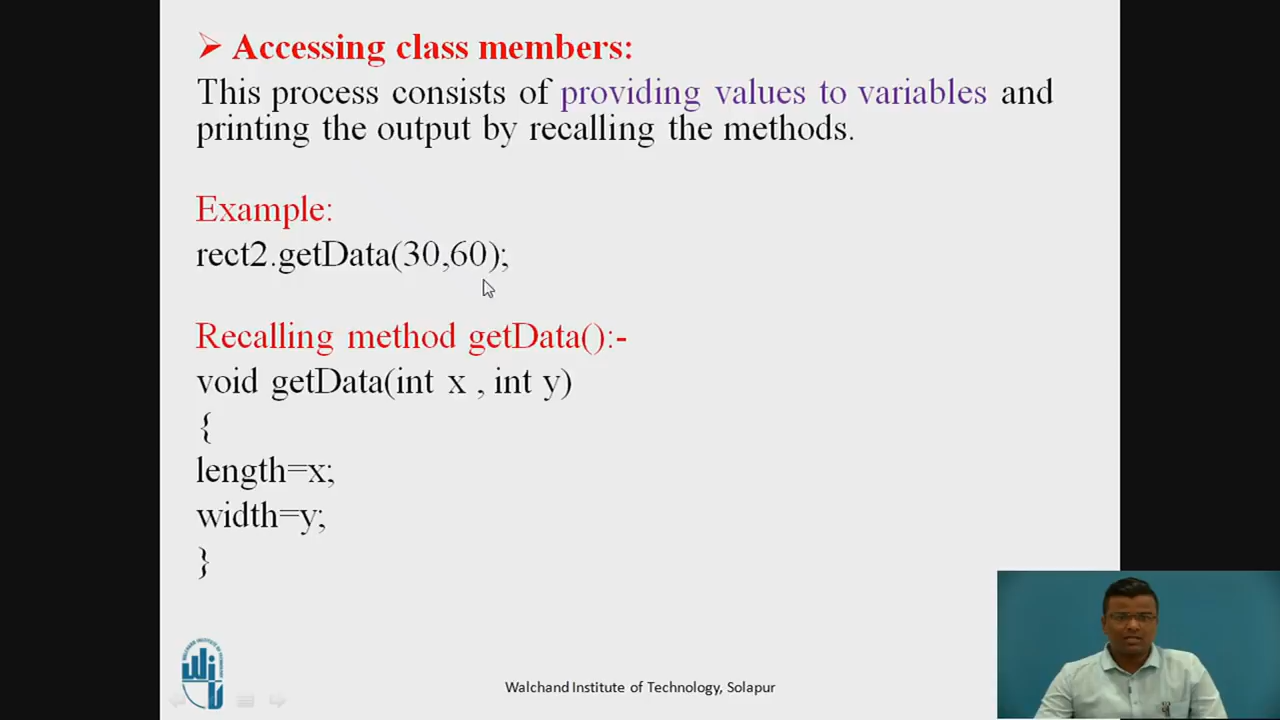 Accessing class members:
This process consists of providing values to variables and
printing the output by recalling the methods.
Example:
rect2.getData(30,60);
Recalling method getData():-
void getData(int x , int y)
{
length=x;
width=y;
}
Walchand Institute of Technology, Solapur